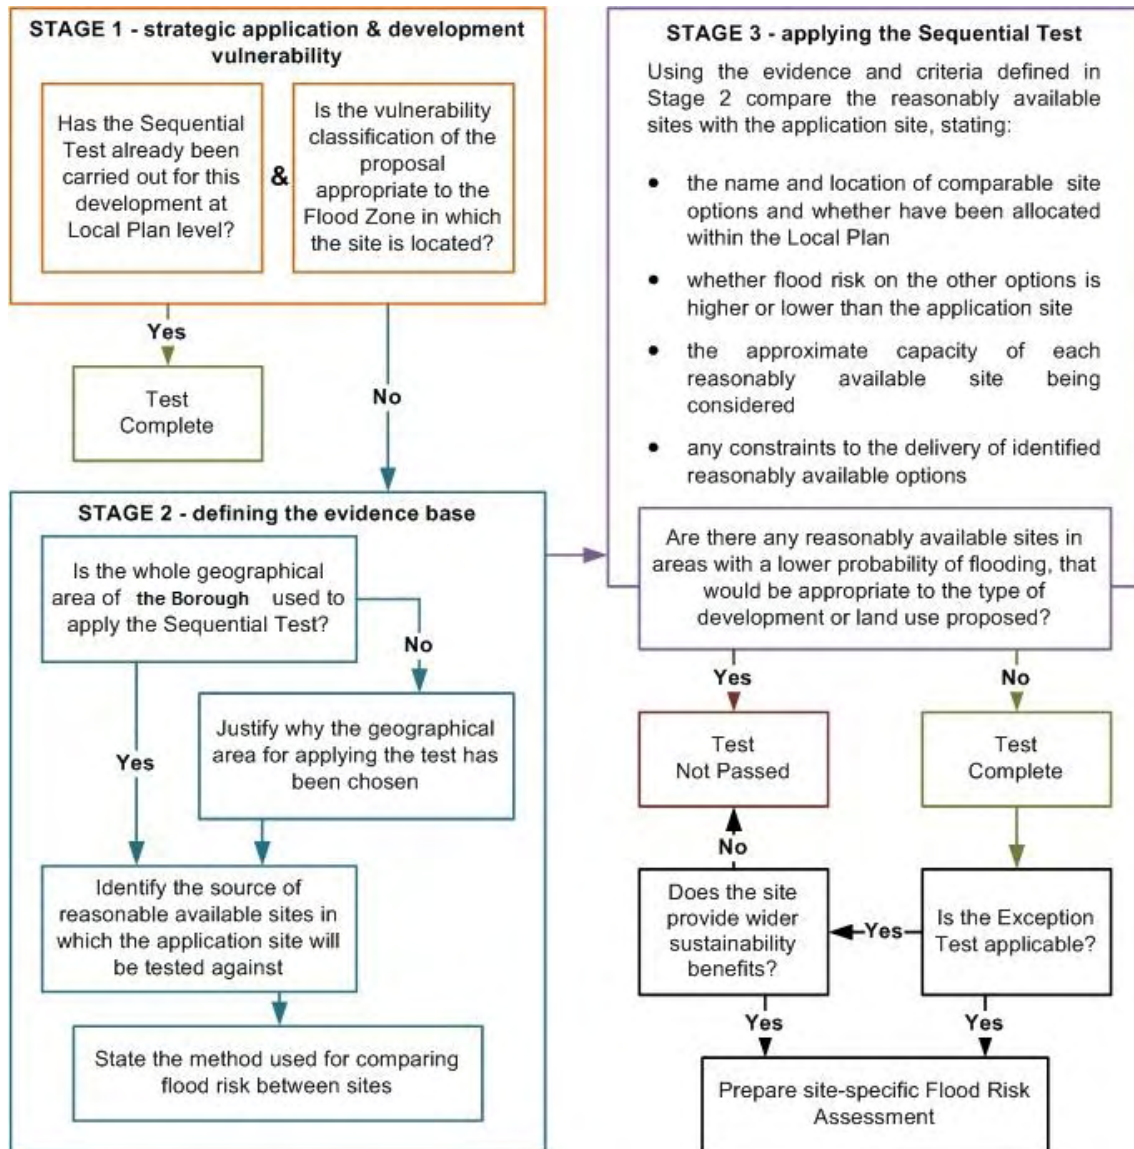 STAGE 1 - strategic application & development
vulnerability
Has the Sequential
Test already been
carried out for this
development at
Local Plan level?
&
Is the vulnerability
classification of the
proposal
appropriate to the
Flood Zone in which
the site is located?
Yes
Test
Complete
No
STAGE 2 - defining the evidence base
Is the whole geographical
area of the Borough used to
apply the Sequential Test?
No
Yes
Justify why the geographical
area for applying the test has
been chosen
Identify the source of
reasonable available sites in
which the application site will
be tested against
State the method used for comparing
flood risk between sites
STAGE 3 - applying the Sequential Test
Using the evidence and criteria defined in
Stage 2 compare the reasonably available
sites with the application site, stating:
• the name and location of comparable site
options and whether have been allocated
within the Local Plan
• whether flood risk on the other options is
higher or lower than the application site
• the approximate capacity of each
reasonably available site being
considered
• any constraints to the delivery of identified
reasonably available options
Are there any reasonably available sites in
areas with a lower probability of flooding, that
would be appropriate to the type of
development or land use proposed?
Yes
No
Test
Not Passed
Test
Complete
No
Does the site
provide wider
sustainability
benefits?
Yes
Is the Exception
Test applicable?
Yes
Yes
Prepare site-specific Flood Risk
Assessment